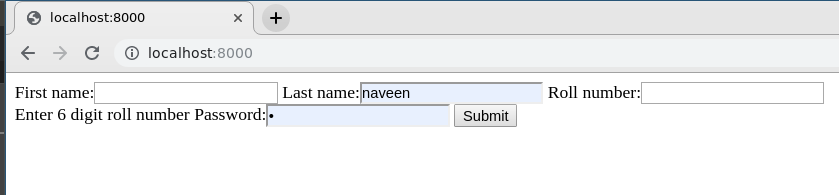 localhost:8000
localhost:8000
First name: Last name:naveen Roll number:
Enter 6 digit roll number Password:• Submit